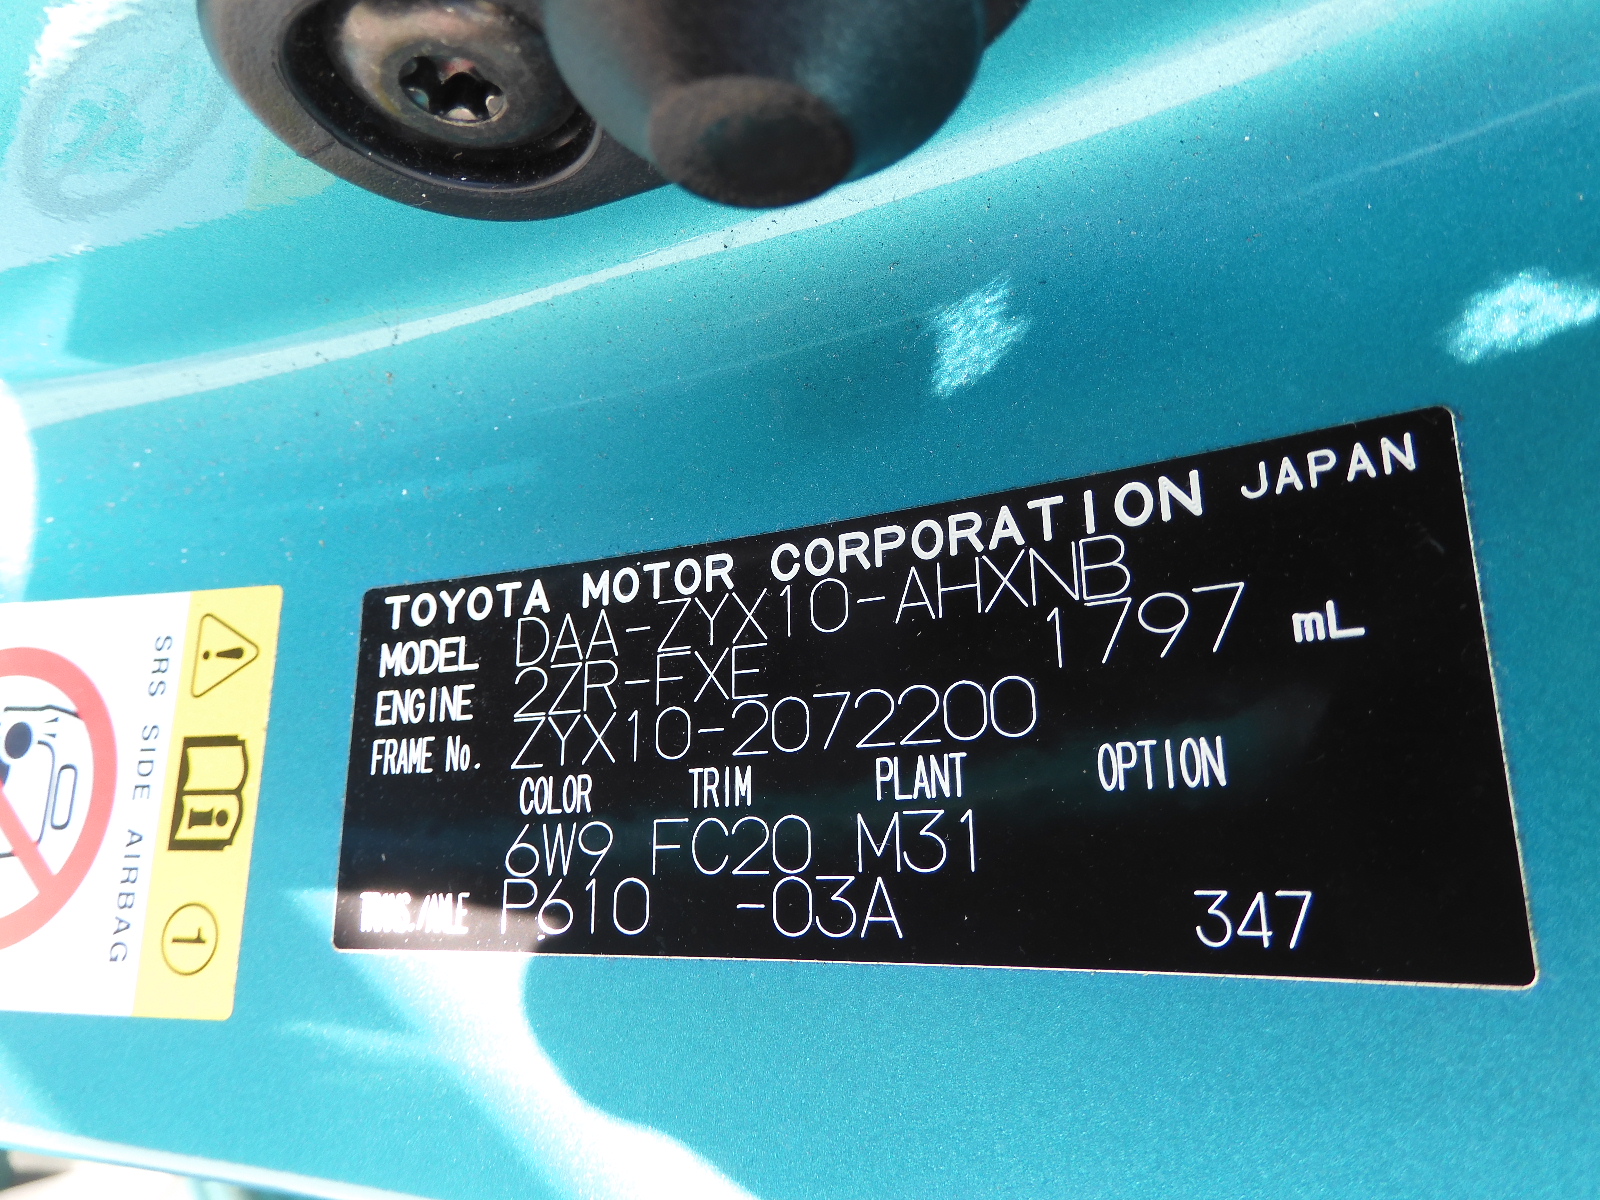 TOYOTA MOTOR CORPORATION JAPAN
MODEL DAA-ZYX10-AHXNB
ENGINE 2ZR-FXE 1797 mL
FRAME No. ZYX10-2072200
COLOR TRIM PLANT OPTION
6W9 FC20 M31
TRANS./AXLE P610 -03A 347
SRS SIDE AIRBAG
1